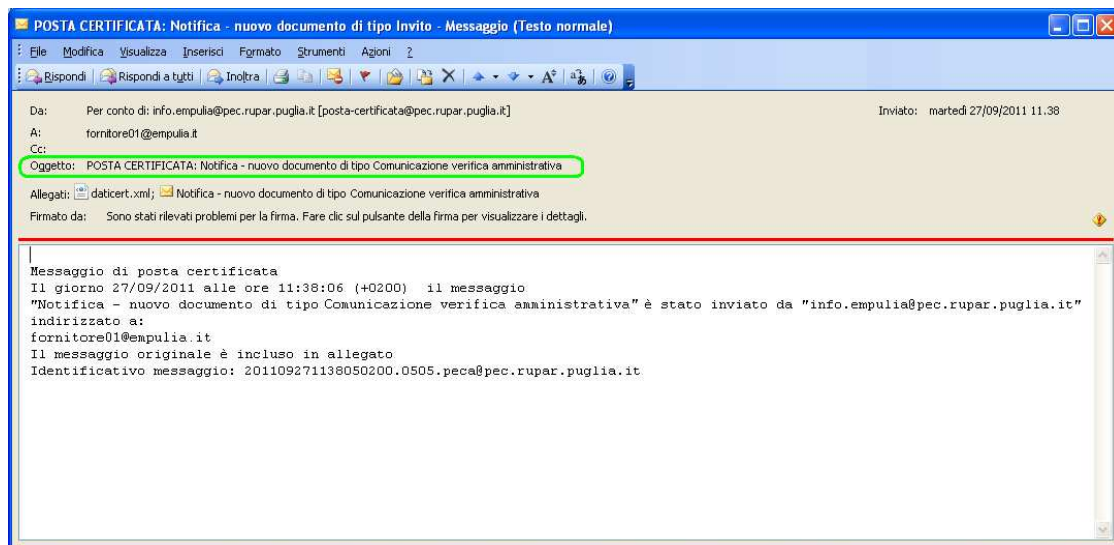 POSTA CERTIFICATA: Notifica - nuovo documento di tipo Invito - Messaggio (Testo normale)
File Modifica Visualizza Inserisci Formato Strumenti Azioni ?
Rispondi Rispondi a tutti Inoltra
Da: Per conto di: info.empulia@pec.rupar.puglia.it [posta-certificata@pec.rupar.puglia.it] Inviato: martedì 27/09/2011 11.38
A: fornitore01@empulia.it
Cc:
Oggetto: POSTA CERTIFICATA: Notifica - nuovo documento di tipo Comunicazione verifica amministrativa
Allegati: daticert.xml; Notifica - nuovo documento di tipo Comunicazione verifica amministrativa
Firmato da: Sono stati rilevati problemi per la firma. Fare clic sul pulsante della firma per visualizzare i dettagli.
Messaggio di posta certificata
Il giorno 27/09/2011 alle ore 11:38:06 (+0200) il messaggio
"Notifica - nuovo documento di tipo Comunicazione verifica amministrativa" è stato inviato da "info.empulia@pec.rupar.puglia.it"
indirizzato a:
fornitore01@empulia.it
Il messaggio originale è incluso in allegato
Identificativo messaggio: 201109271138050200.0505.peca@pec.rupar.puglia.it